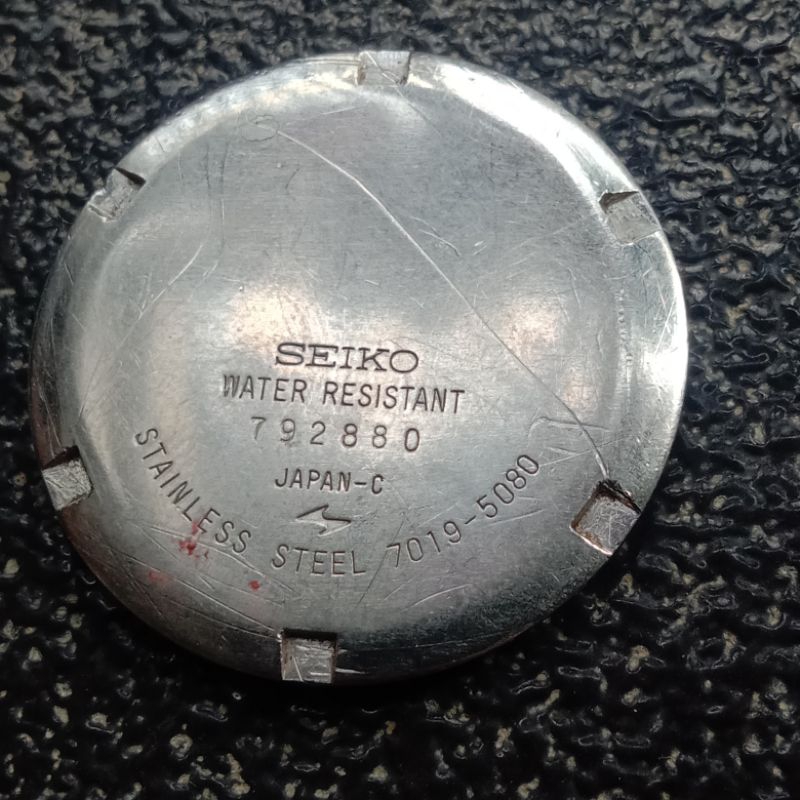 SEIKO
WATER RESISTANT
792880
JAPAN-C
STAINLESS STEEL 7019-5080